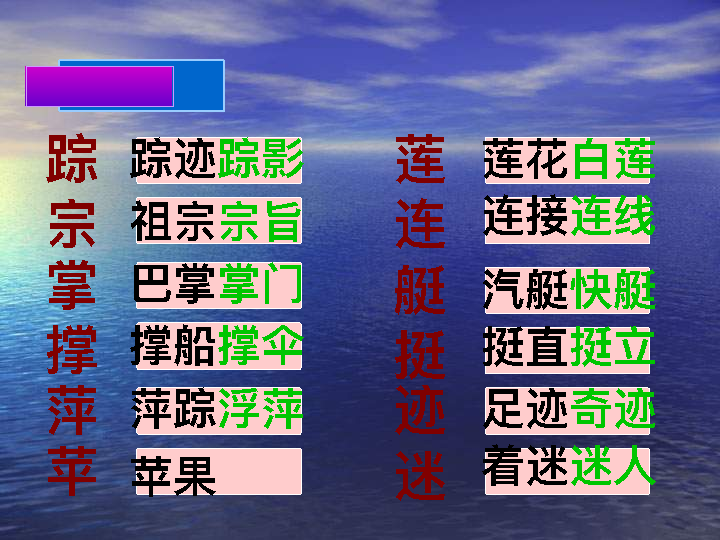 踪 踪迹踪影
宗 祖宗宗旨
掌 巴掌掌门
撑 撑船撑伞
萍 萍踪浮萍
苹 苹果
莲 莲花白莲
连 连接连线
艇 汽艇快艇
挺 挺直挺立
迹 足迹奇迹
迷 着迷迷人